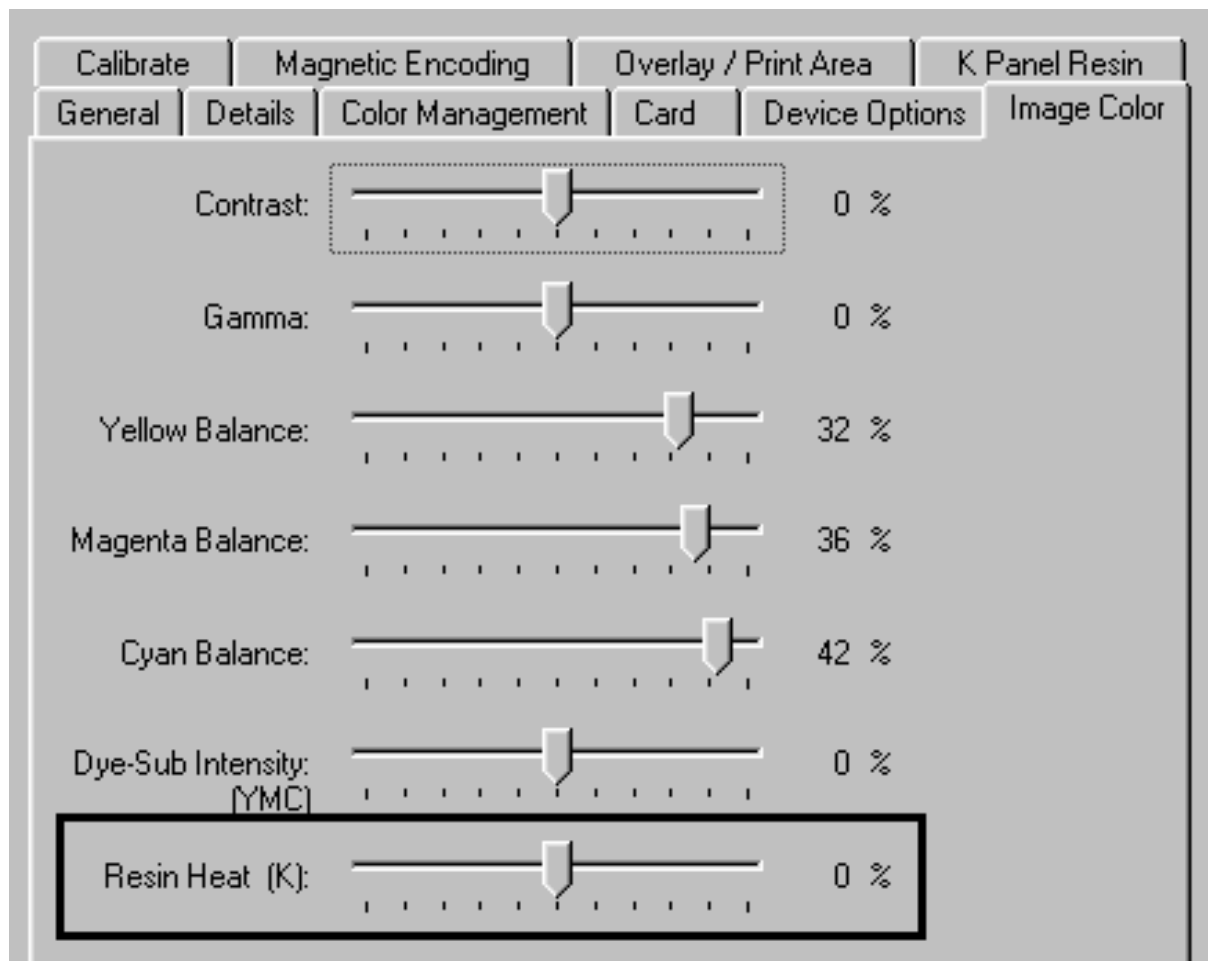 Calibrate Magnetic Encoding Overlay / Print Area K Panel Resin
General Details Color Management Card Device Options Image Color
Contrast: 0 %
Gamma: 0 %
Yellow Balance: 32 %
Magenta Balance: 36 %
Cyan Balance: 42 %
Dye-Sub Intensity: 0 %
(YMC)
Resin Heat (K): 0 %